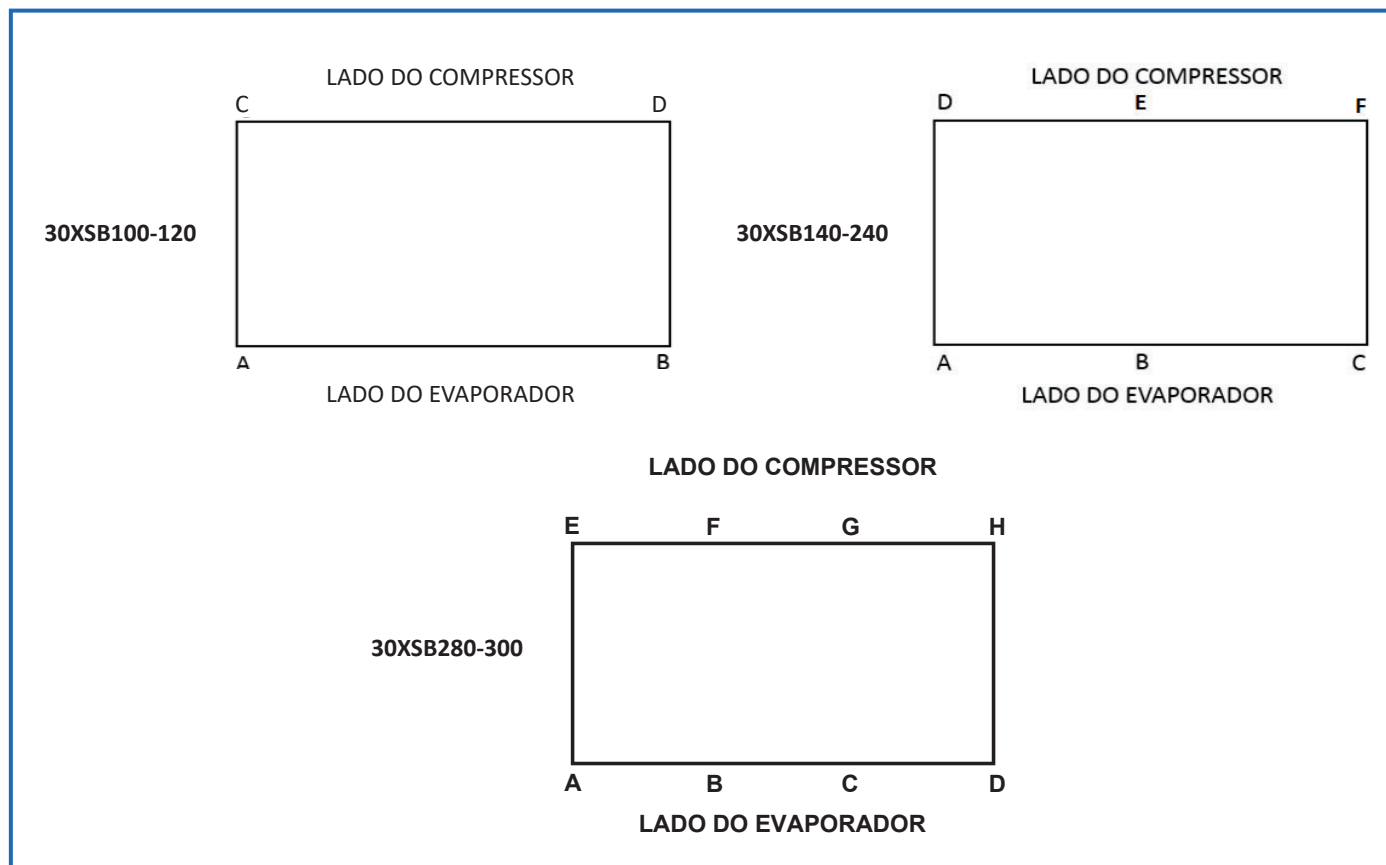 LADO DO COMPRESSOR
C D
30XSB100-120
A B
LADO DO EVAPORADOR
LADO DO COMPRESSOR
D E F
30XSB140-240
A B C
LADO DO EVAPORADOR
LADO DO COMPRESSOR
E F G H
30XSB280-300
A B C D
LADO DO EVAPORADOR